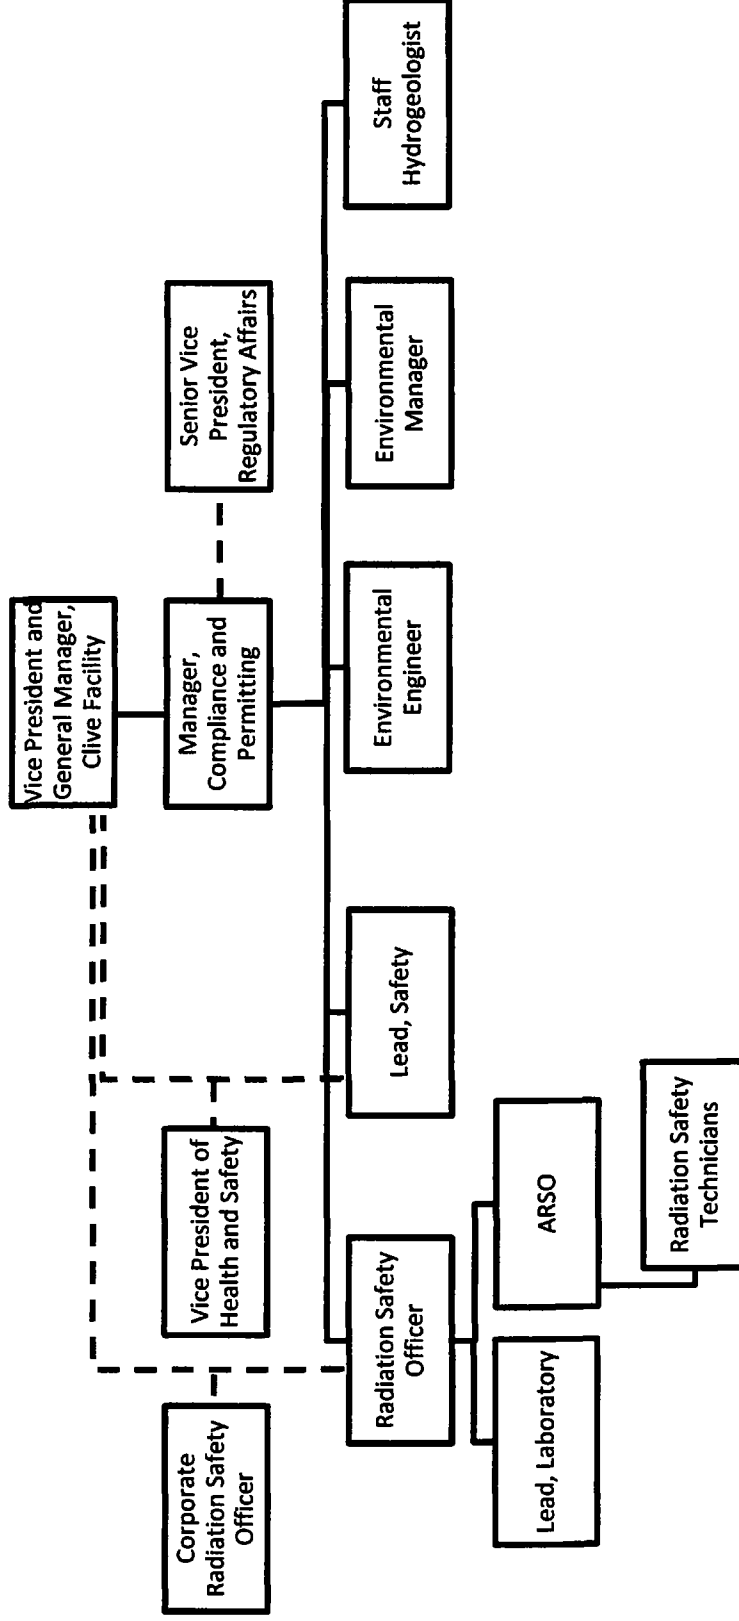 Vice President and
General Manager,
Clive Facility
Manager,
Compliance and
Permitting
Senior Vice
President,
Regulatory Affairs
Corporate
Radiation Safety
Officer
Vice President of
Health and Safety
Radiation Safety
Officer
Lead, Safety
Environmental
Engineer
Environmental
Manager
Staff
Hydrogeologist
Lead, Laboratory
ARSO
Radiation Safety
Technicians